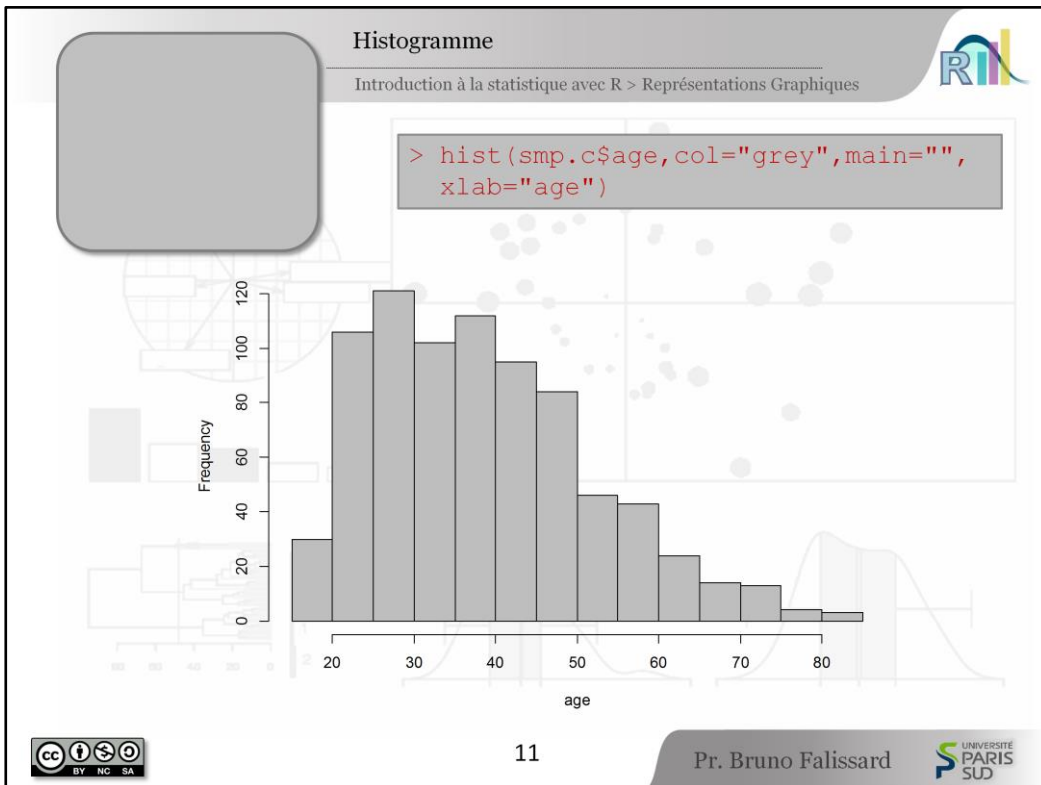 Histogramme
Introduction à la statistique avec R > Représentations Graphiques
R
> hist(smp.c$age,col="grey",main="",
xlab="age")
Frequency
120
100
80
60
40
20
0
20 30 40 50 60 70 80
age
cc BY NC SA
11
Pr. Bruno Falissard
UNIVERSITÉ
PARIS
SUD